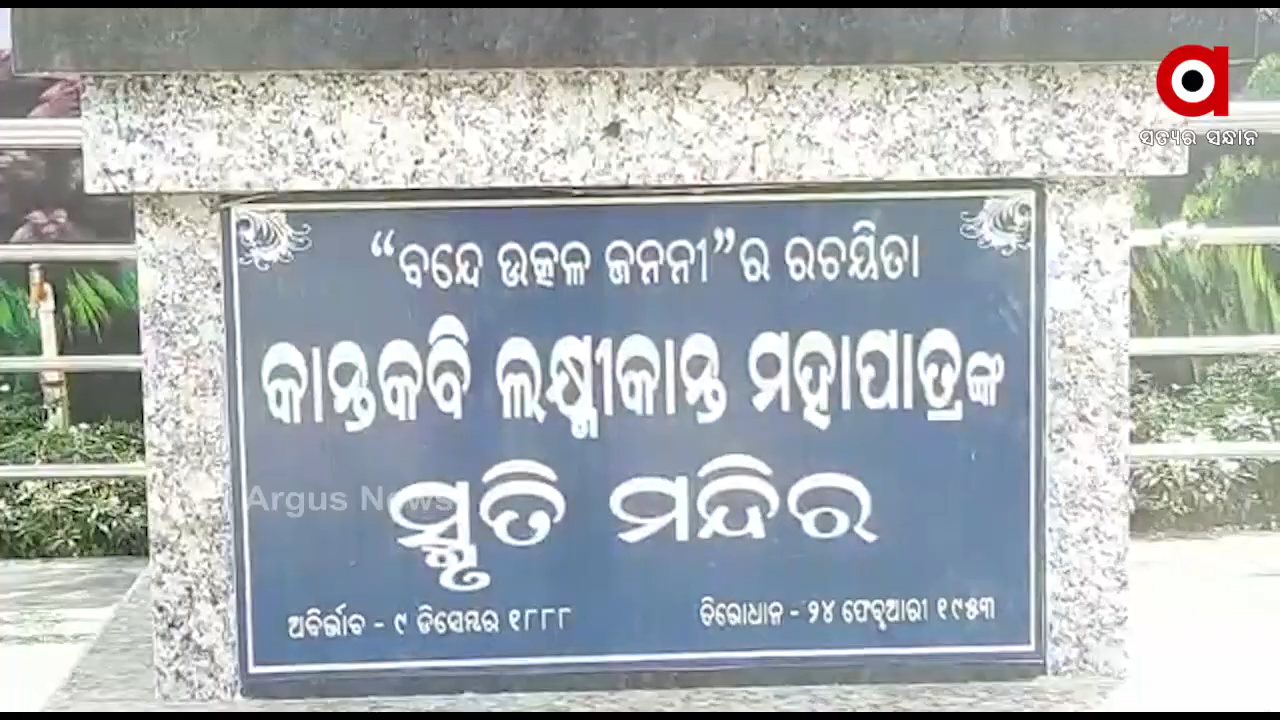 ସତ୍ୟର ସନ୍ଧାନ
“ବନ୍ଦେ ଉତ୍କଳ ଜନନୀ”ର ରଚୟିତା
କାନ୍ତକବି ଲକ୍ଷ୍ମୀକାନ୍ତ ମହାପାତ୍ରଙ୍କ
ସ୍ମୃତି ମନ୍ଦିର
Argus News
ଅବିର୍ଭାବ - ୯ ଡିସେମ୍ବର ୧୮୮୮
ତିରୋଧାନ - ୨୪ ଫେବୃଆରୀ ୧୯୫୩